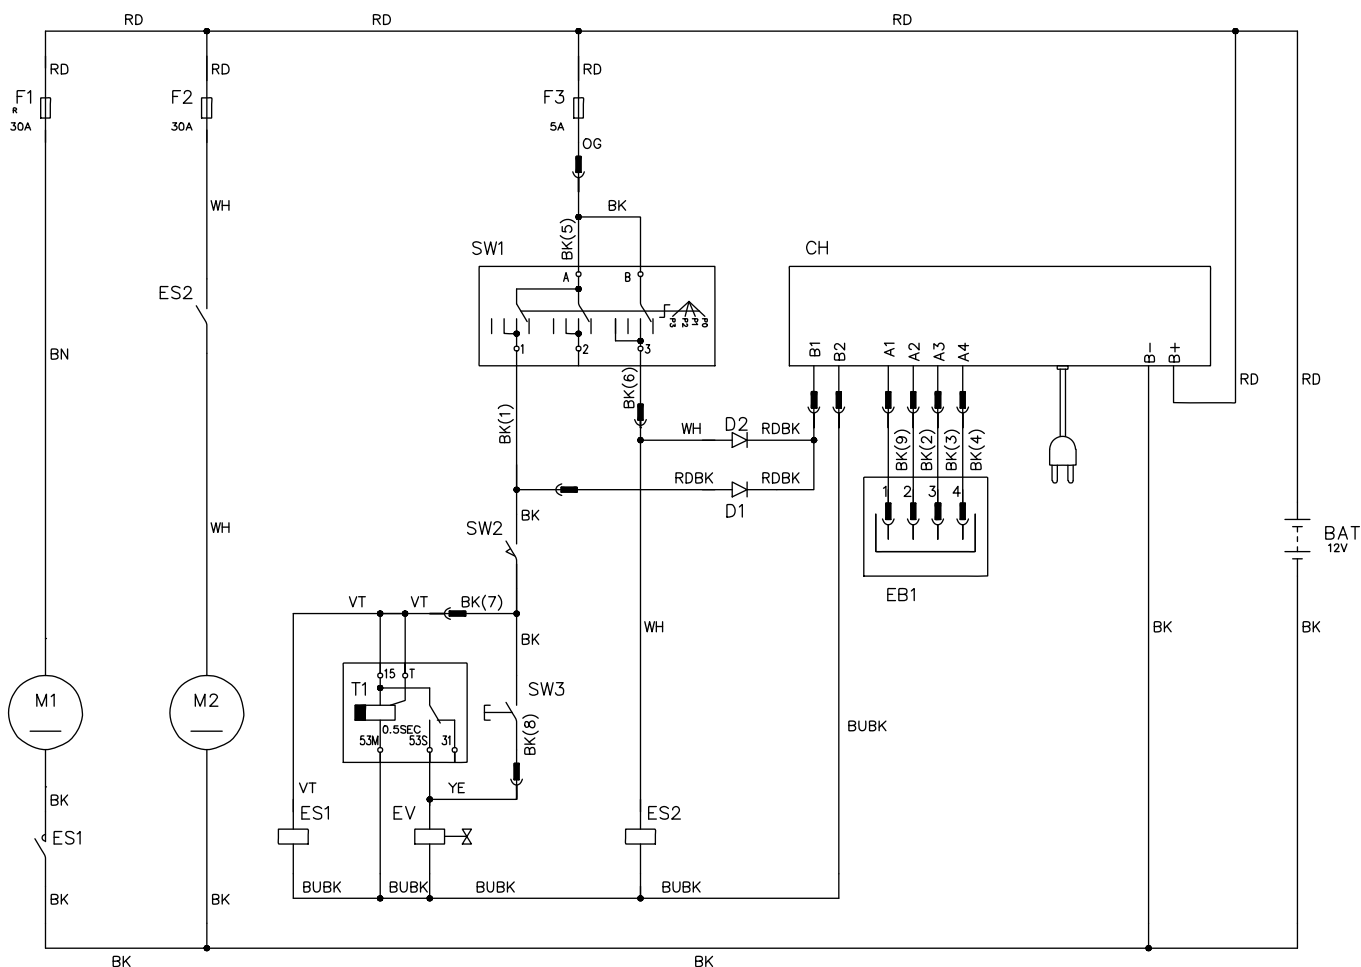 RD RD RD
RD RD RD
F1 F2 F3
R
30A 30A 5A
OG
WH BK
BK(5)
SW1 CH
A B
ES2
P3 P2 P1 P0
1 2 3
B1 B2 A1 A2 A3 A4 B- B+
BN RD RD
BK(6)
BK(1)
WH D2 RDBK
BK(9) BK(2) BK(3) BK(4)
RDBK RDBK
D1
1 2 3 4
BK
WH SW2 BAT
12V
EB1
VT VT BK(7)
BK WH BK BK
15 T
M1 M2 T1 SW3
0.5SEC
53M 53S 31
BK(8)
BUBK
VT YE
BK ES1 EV ES2
ES1
BUBK BUBK BUBK BUBK
BK BK
BK BK